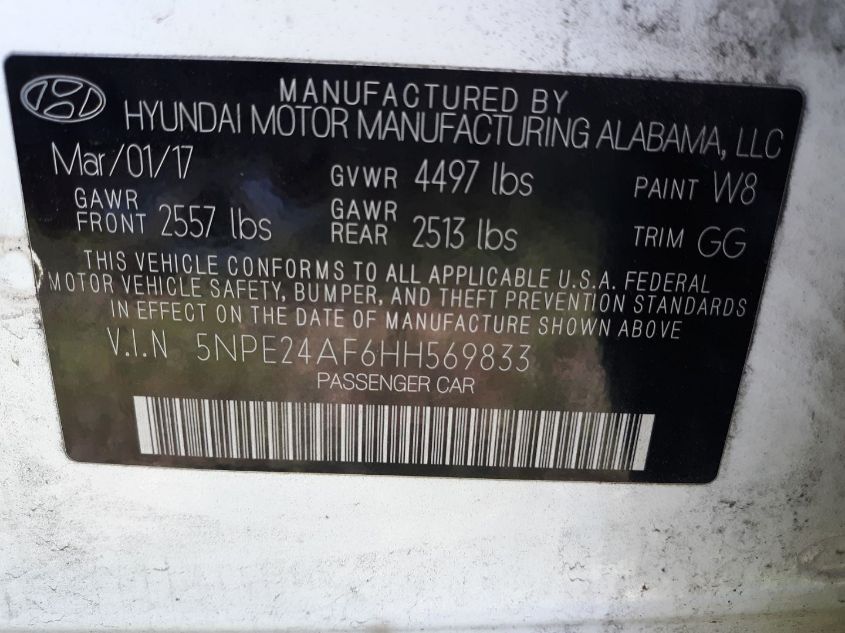 MANUFACTURED BY
HYUNDAI MOTOR MANUFACTURING ALABAMA, LLC
Mar/01/17 GVWR 4497 lbs PAINT W8
GAWR FRONT 2557 lbs GAWR REAR 2513 lbs TRIM GG
THIS VEHICLE CONFORMS TO ALL APPLICABLE U.S.A. FEDERAL
MOTOR VEHICLE SAFETY, BUMPER, AND THEFT PREVENTION STANDARDS
IN EFFECT ON THE DATE OF MANUFACTURE SHOWN ABOVE
V.I.N 5NPE24AF6HH569833
PASSENGER CAR